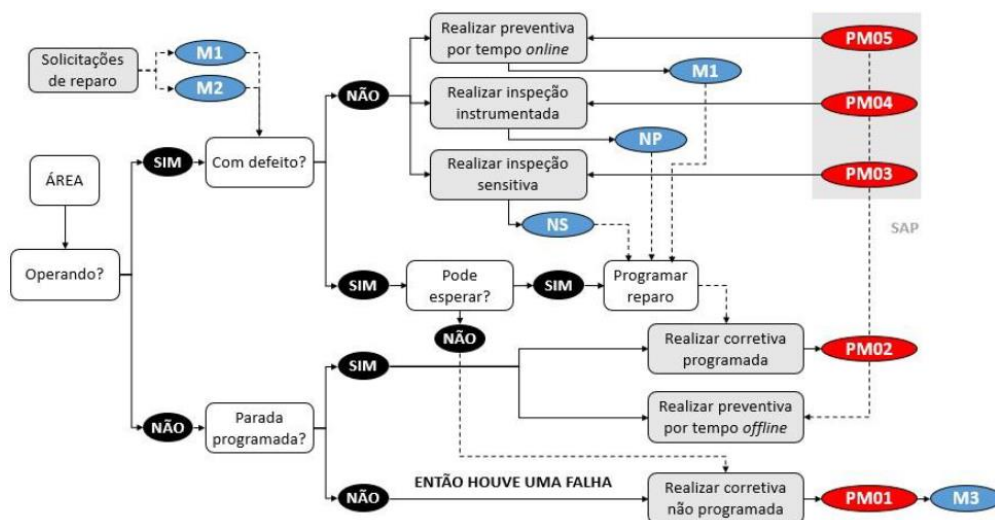 Solicitações
de reparo
M1
M2
Realizar preventiva
por tempo online
PM05
M1
NÃO
Realizar inspeção
instrumentada
PM04
NP
SIM
Com defeito?
Realizar inspeção
sensitiva
PM03
ÁREA
NS
SAP
Operando?
SIM
Pode
esperar?
SIM
Programar
reparo
NÃO
SIM
Realizar corretiva
programada
PM02
NÃO
Parada
programada?
Realizar preventiva
por tempo offline
NÃO
ENTÃO HOUVE UMA FALHA
Realizar corretiva
não programada
PM01
M3